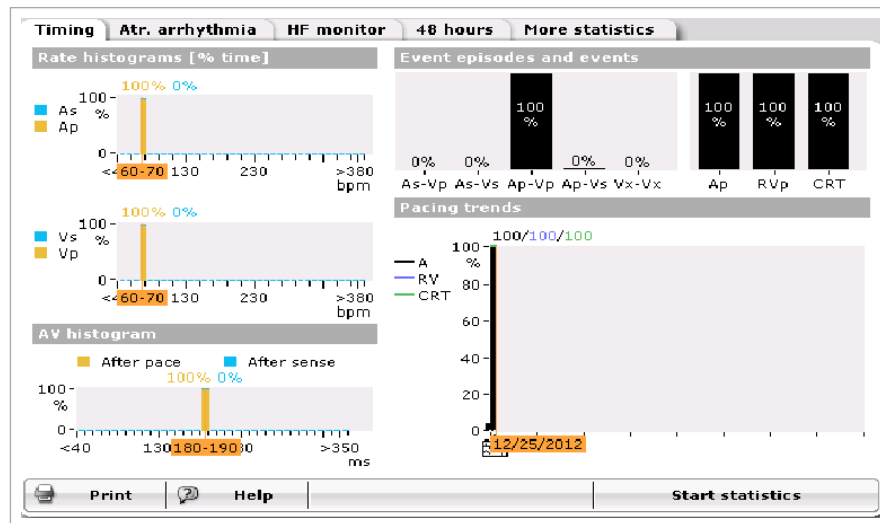 Timing Atr. arrhythmia HF monitor 48 hours More statistics
Rate histograms [% time]
100% 0%
100
%
As
Ap
0
<4 60-70 130 230 >380
bpm
100% 0%
100
%
Vs
Vp
0
<4 60-70 130 230 >380
bpm
AV histogram
After pace After sense
100% 0%
100
%
0
<40 130 180-190 0 >350
ms
Event episodes and events
0% 0% 100 % 0% 0%
As-Vp As-Vs Ap-Vp Ap-Vs Vx-Vx
100 % 100 % 100 %
Ap RVp CRT
Pacing trends
100/100/100
A
RV
CRT
100
%
80
60
40
20
0
12/25/2012
Print Help Start statistics